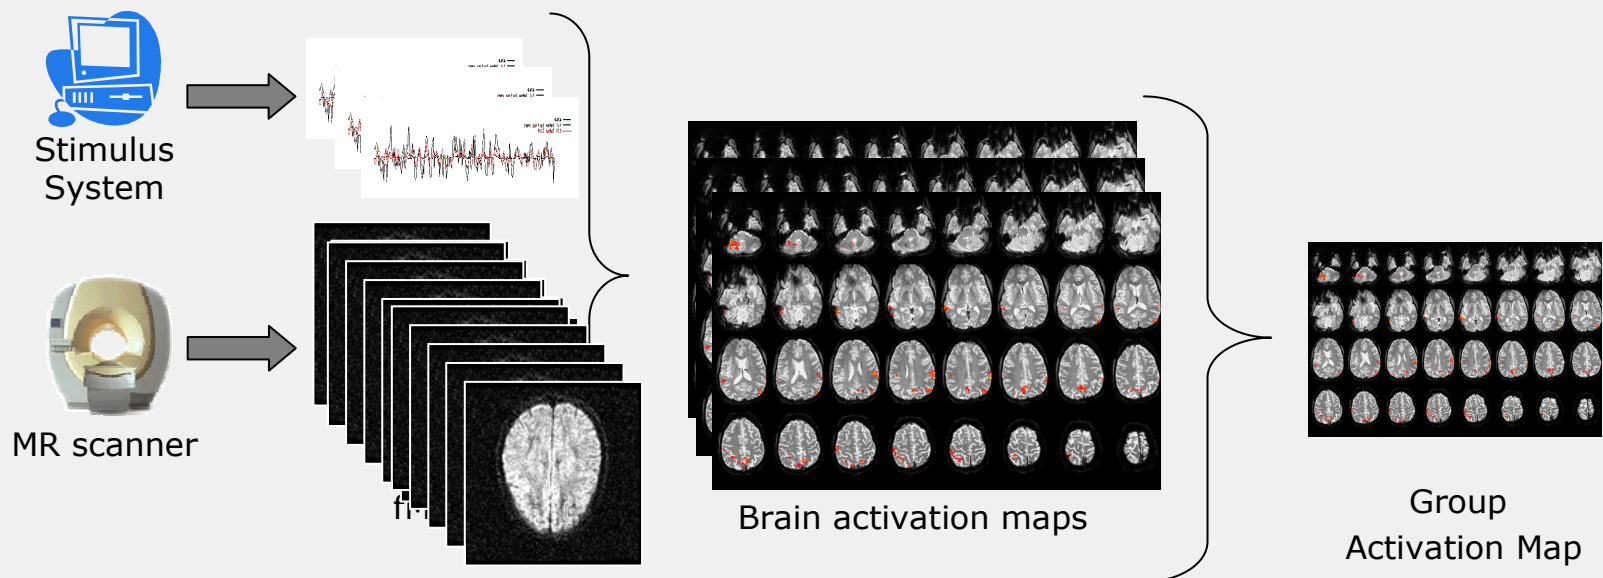 Stimulus
System
MR scanner
Brain activation maps
Group
Activation Map